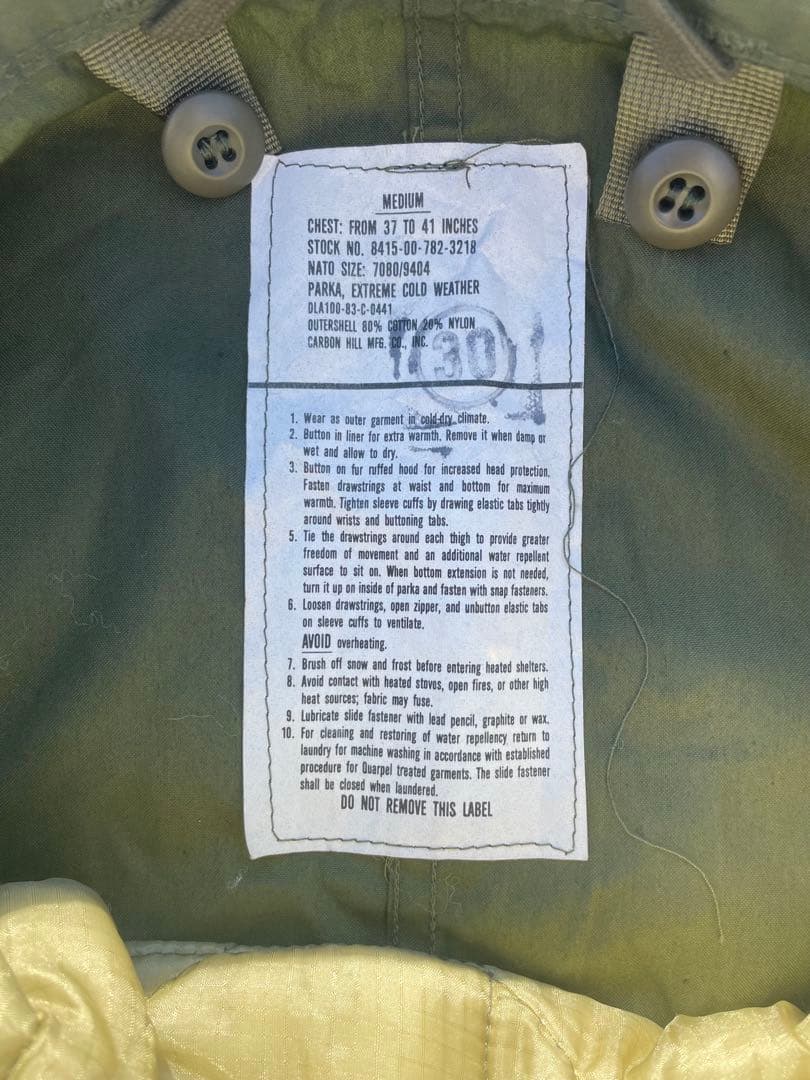 MEDIUM
CHEST: FROM 37 TO 41 INCHES
STOCK NO. 8415-00-782-3218
NATO SIZE: 7080/9404
PARKA, EXTREME COLD WEATHER
DLA100-83-C-0441
OUTERSHELL 80% COTTON 20% NYLON
CARBON HILL MFG. CO., INC.
30
1. Wear as outer garment in cold-dry climate.
2. Button in liner for extra warmth. Remove it when damp or
wet and allow to dry.
3. Button on fur ruffed hood for increased head protection.
Fasten drawstrings at waist and bottom for maximum
warmth. Tighten sleeve cuffs by drawing elastic tabs tightly
around wrists and buttoning tabs.
5. Tie the drawstrings around each thigh to provide greater
freedom of movement and an additional water repellent
surface to sit on. When bottom extension is not needed,
turn it up on inside of parka and fasten with snap fasteners.
6. Loosen drawstrings, open zipper, and unbutton elastic tabs
on sleeve cuffs to ventilate.
AVOID overheating.
7. Brush off snow and frost before entering heated shelters.
8. Avoid contact with heated stoves, open fires, or other high
heat sources; fabric may fuse.
9. Lubricate slide fastener with lead pencil, graphite or wax.
10. For cleaning and restoring of water repellency return to
laundry for machine washing in accordance with established
procedure for Quarpel treated garments. The slide fastener
shall be closed when laundered.
DO NOT REMOVE THIS LABEL